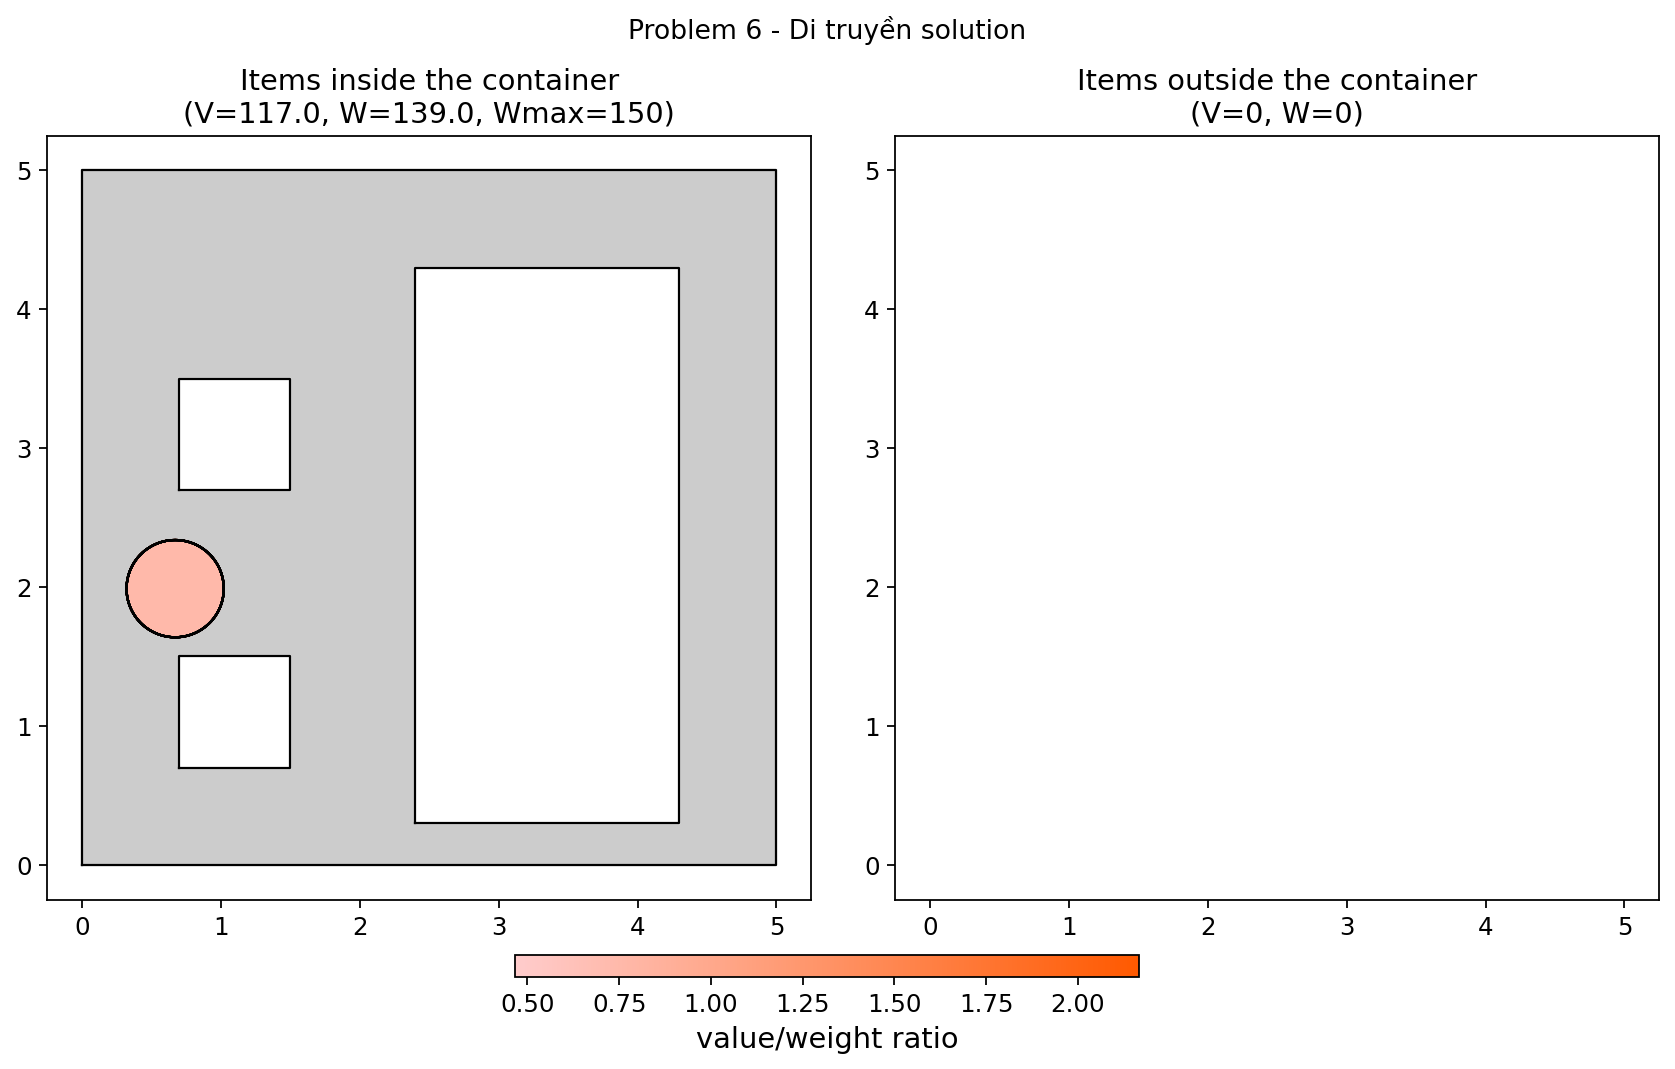 Problem 6 - Di truyền solution
Items inside the container
(V=117.0, W=139.0, Wmax=150)
5
4
3
2
1
0
0 1 2 3 4 5
Items outside the container
(V=0, W=0)
5
4
3
2
1
0
0 1 2 3 4 5
0.50 0.75 1.00 1.25 1.50 1.75 2.00
value/weight ratio